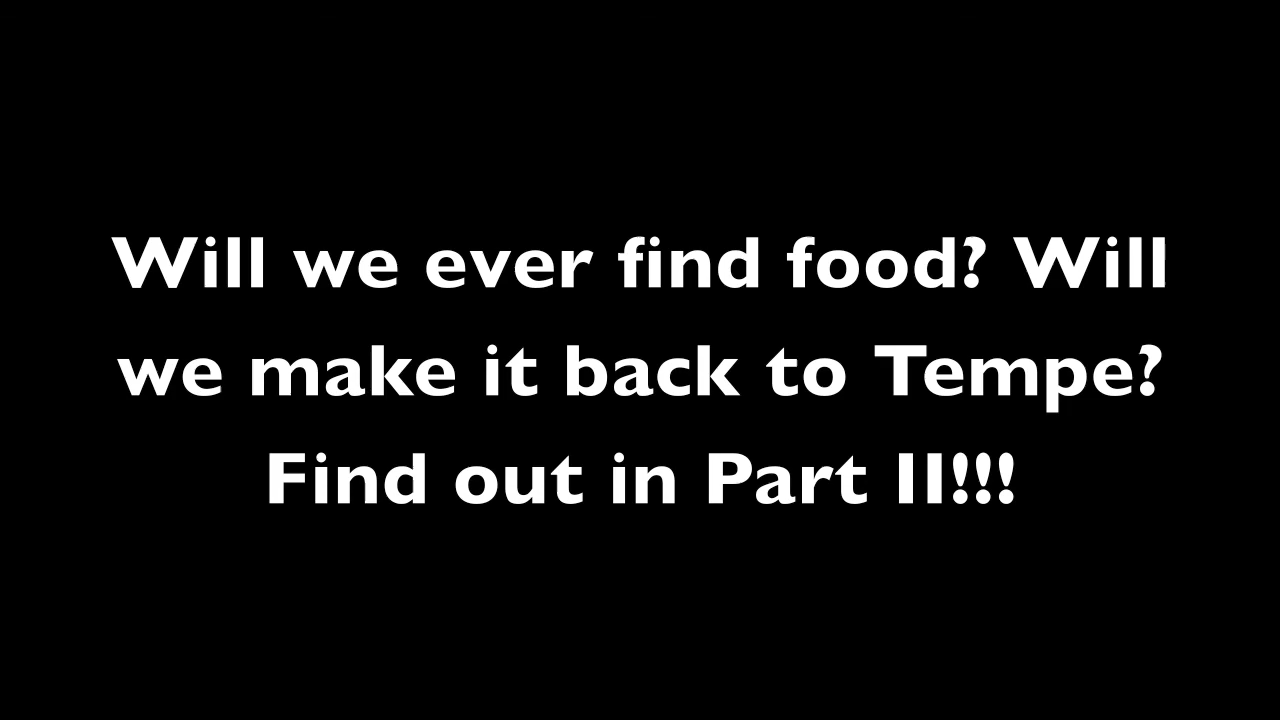 Will we ever find food? Will
we make it back to Tempe?
Find out in Part II!!!